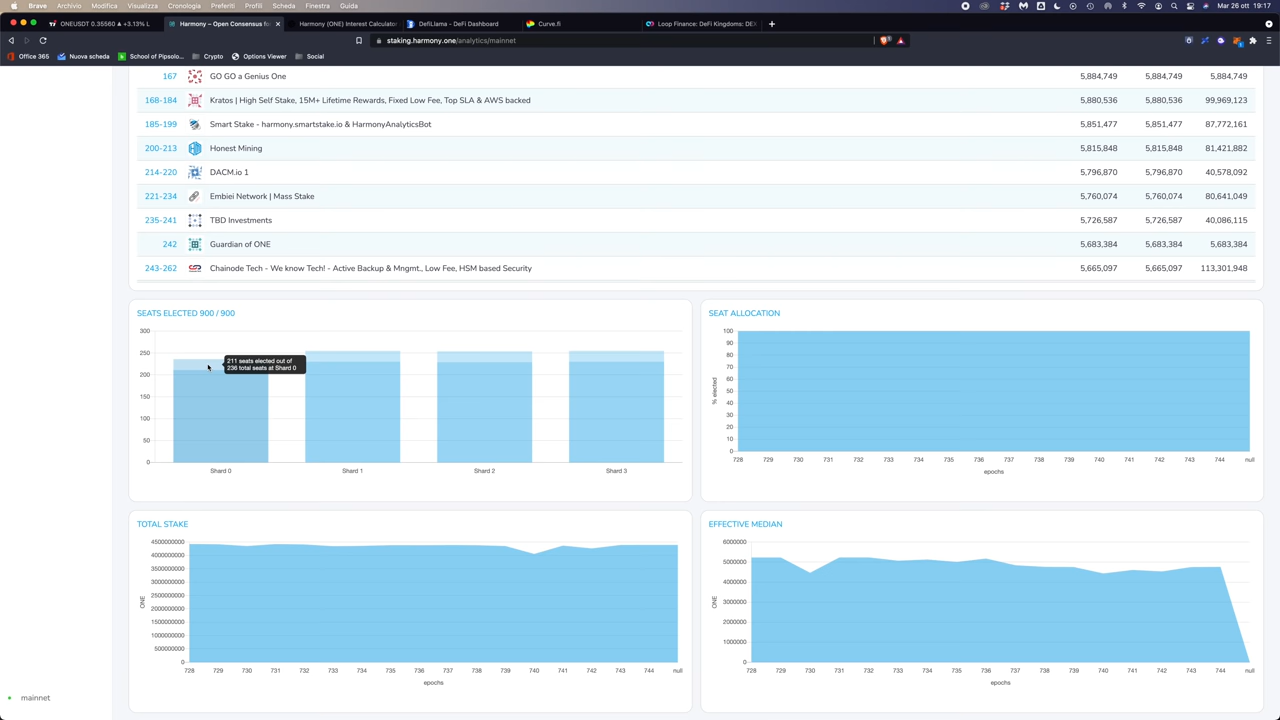 Brave Archivio Modifica Visualizza Cronologia Preferiti Profili Scheda Finestra Guida Mar 26 ott 19:17
ONEUSDT 0.35560 ▲ +3.13% L Harmony – Open Consensus fo Harmony (ONE) Interest Calculator DefiLlama - DeFi Dashboard Curve.fi Loop Finance: DeFi Kingdoms: DEX
staking.harmony.one/analytics/mainnet
Office 365 Nuova scheda School of Pipsolo... Crypto Options Viewer Social
167 GO GO a Genius One 5,884,749 5,884,749 5,884,749
168-184 Kratos | High Self Stake, 15M+ Lifetime Rewards, Fixed Low Fee, Top SLA & AWS backed 5,880,536 5,880,536 99,969,123
185-199 Smart Stake - harmony.smartstake.io & HarmonyAnalyticsBot 5,851,477 5,851,477 87,772,161
200-213 Honest Mining 5,815,848 5,815,848 81,421,882
214-220 DACM.io 1 5,796,870 5,796,870 40,578,092
221-234 Embiei Network | Mass Stake 5,760,074 5,760,074 80,641,049
235-241 TBD Investments 5,726,587 5,726,587 40,086,115
242 Guardian of ONE 5,683,384 5,683,384 5,683,384
243-262 Chainode Tech - We know Tech! - Active Backup & Mngmt., Low Fee, HSM based Security 5,665,097 5,665,097 113,301,948
SEATS ELECTED 900 / 900
300
250
200
150
100
50
0
211 seats elected out of
236 total seats at Shard 0
Shard 0 Shard 1 Shard 2 Shard 3
SEAT ALLOCATION
% elected
100
90
80
70
60
50
40
30
20
10
0
728 729 730 731 732 733 734 735 736 737 738 739 740 741 742 743 744 null
epochs
TOTAL STAKE
ONE
4500000000
4000000000
3500000000
3000000000
2500000000
2000000000
1500000000
1000000000
500000000
0
728 729 730 731 732 733 734 735 736 737 738 739 740 741 742 743 744 null
epochs
EFFECTIVE MEDIAN
ONE
6000000
5000000
4000000
3000000
2000000
1000000
0
728 729 730 731 732 733 734 735 736 737 738 739 740 741 742 743 744 null
epochs
mainnet